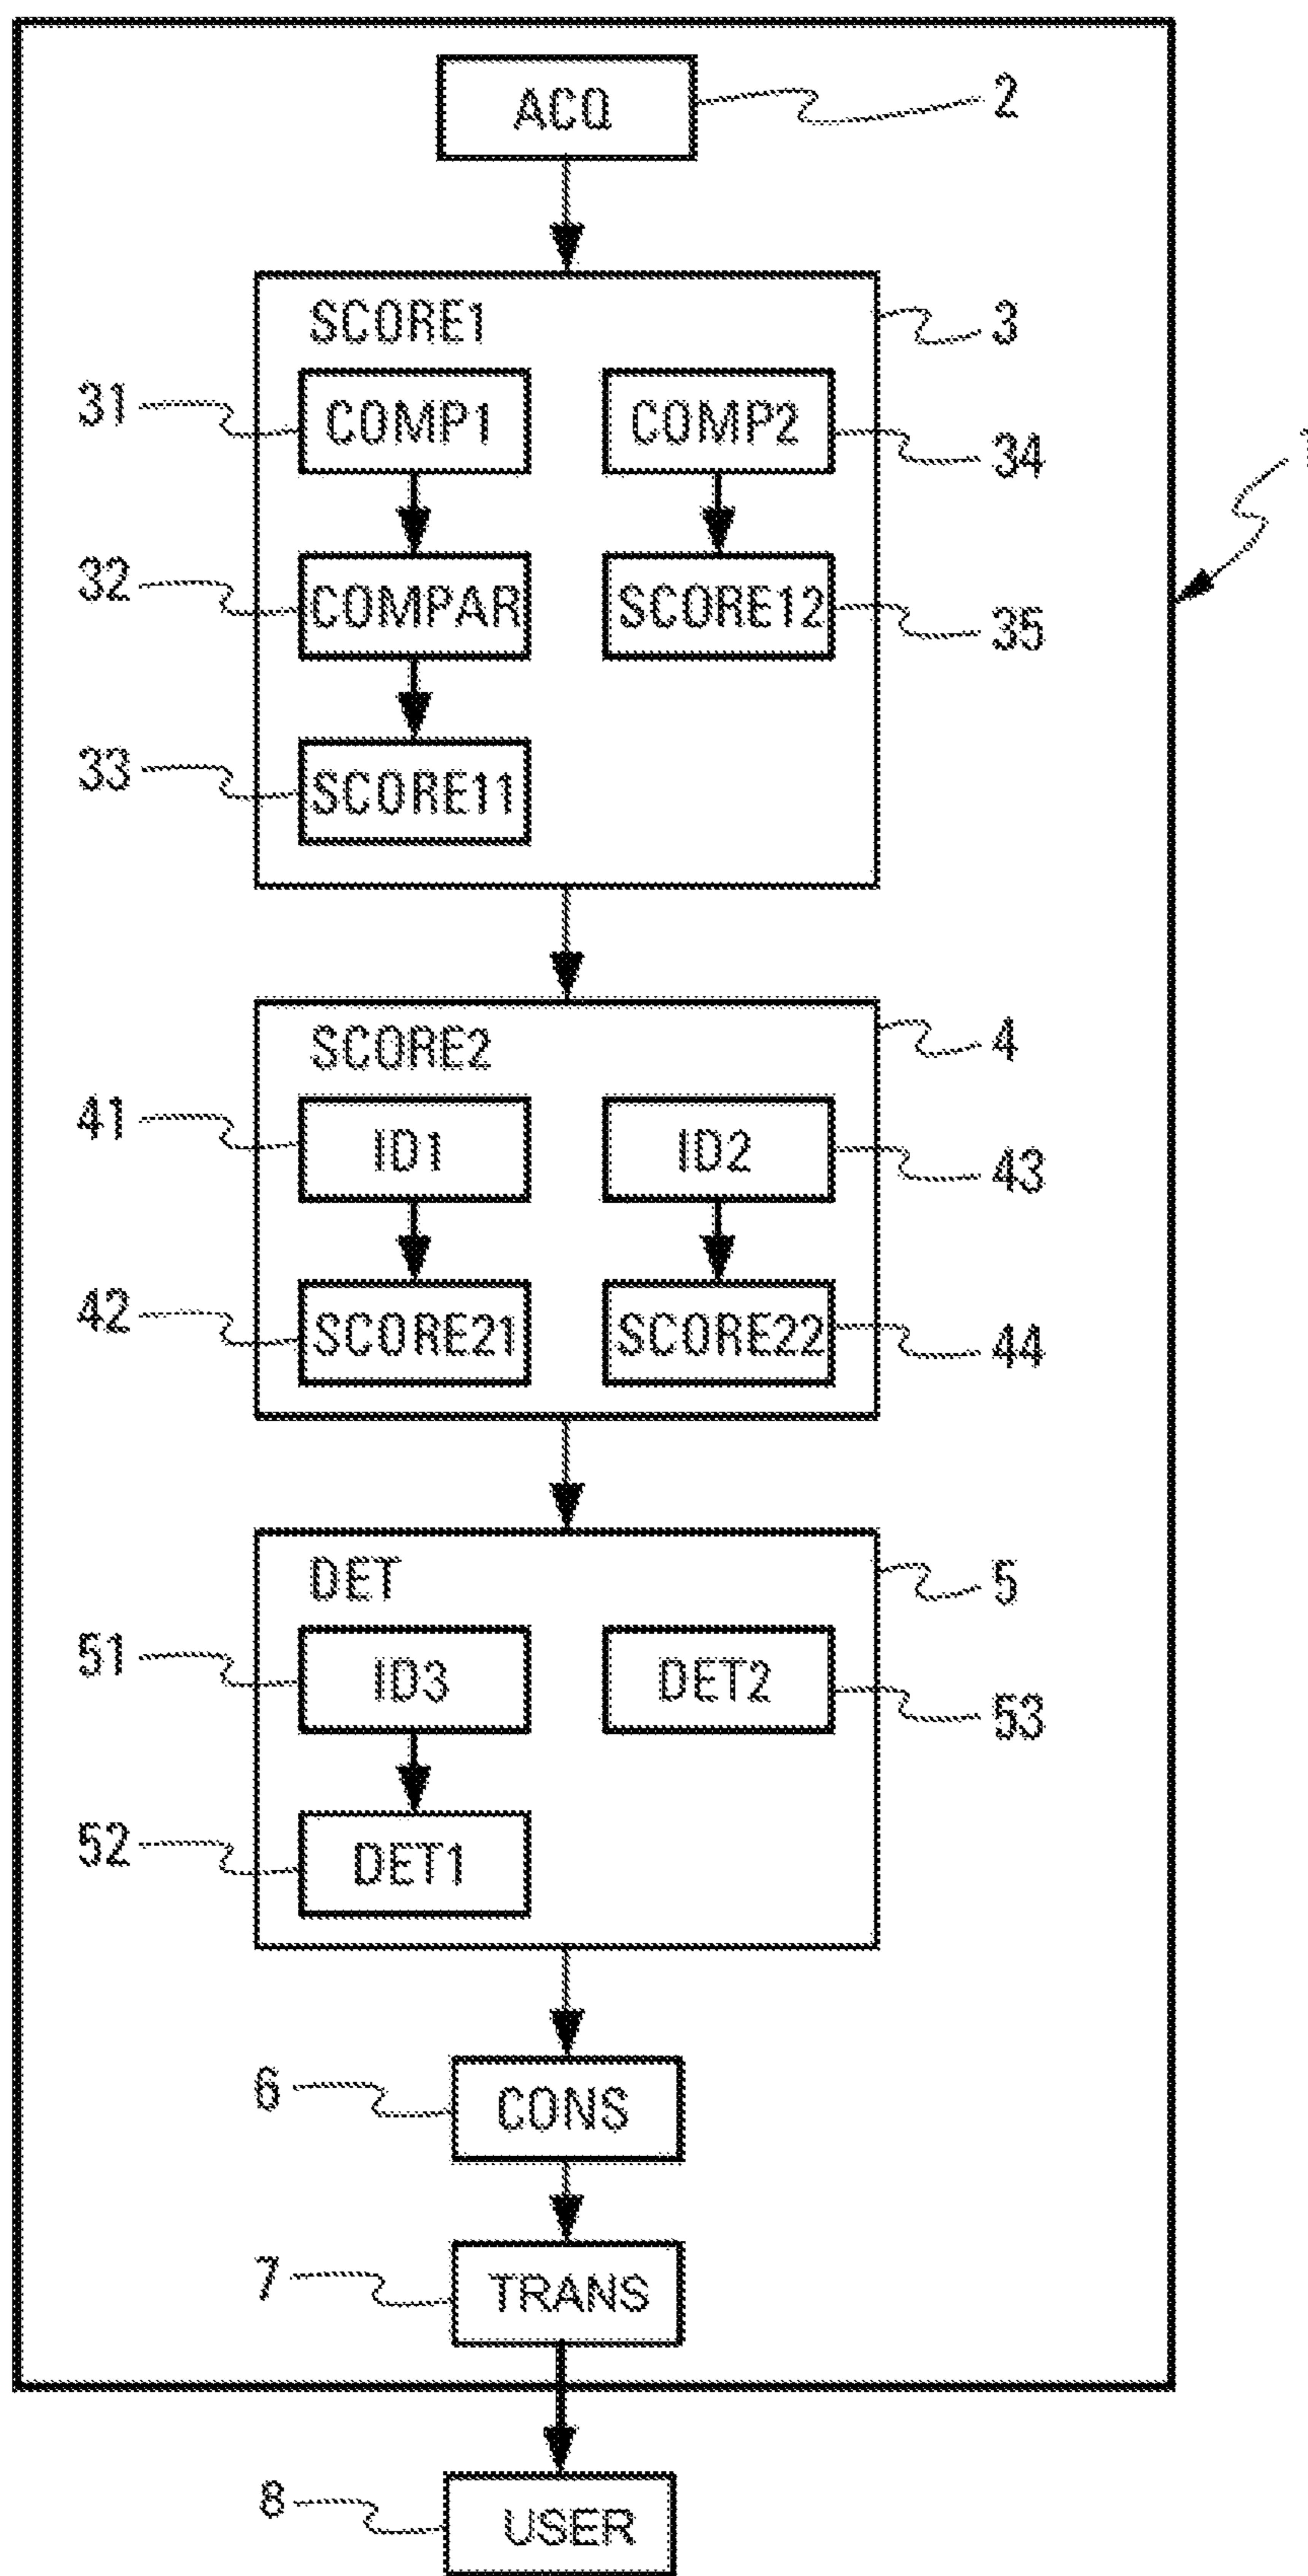 ACQ 2
SCORE1 3
31 COMP1 COMP2 34
1
32 COMPAR SCORE12 35
33 SCORE11
SCORE2 4
41 ID1 ID2 43
42 SCORE21 SCORE22 44
DET 5
51 ID3 DET2 53
52 DET1
6 CONS
7 TRANS
8 USER